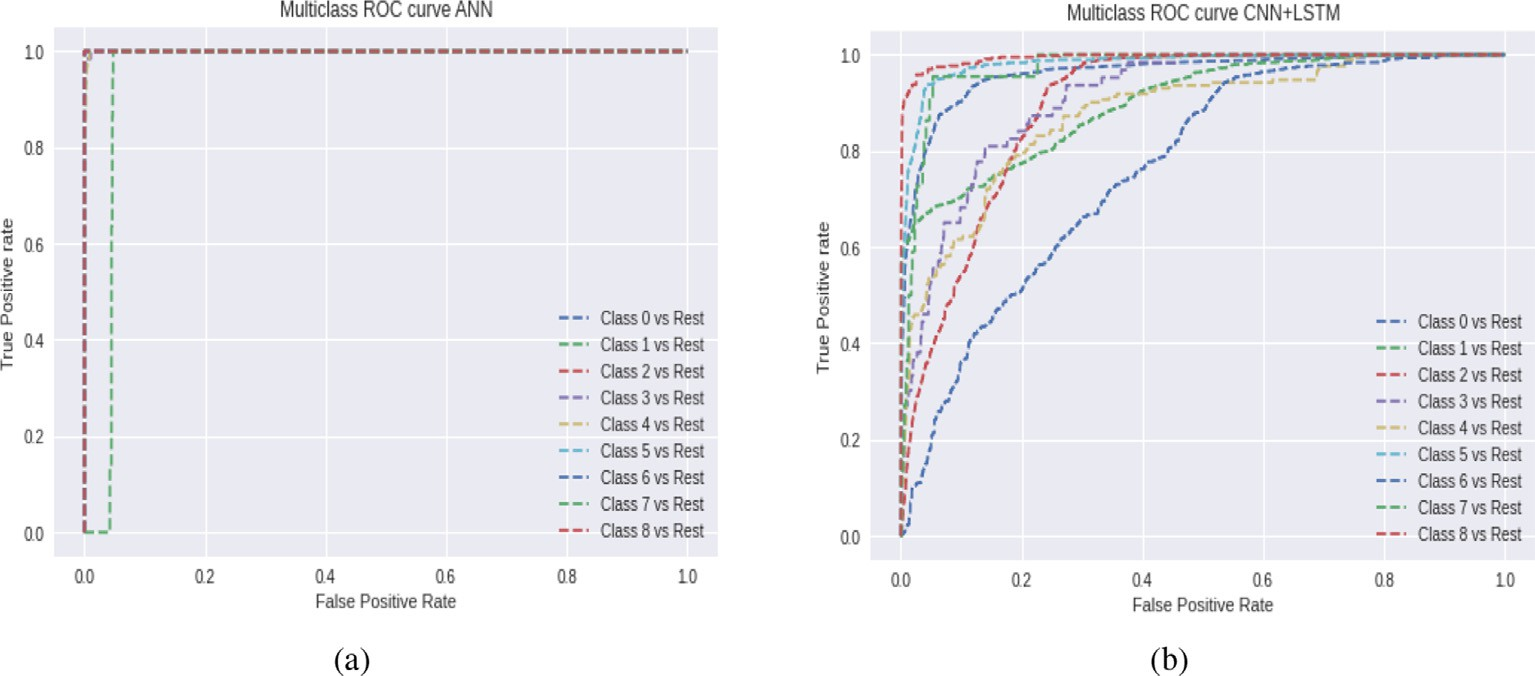 Multiclass ROC curve ANN
1.0
0.8
0.6
0.4
0.2
0.0
True Positive rate
Class 0 vs Rest
Class 1 vs Rest
Class 2 vs Rest
Class 3 vs Rest
Class 4 vs Rest
Class 5 vs Rest
Class 6 vs Rest
Class 7 vs Rest
Class 8 vs Rest
0.0 0.2 0.4 0.6 0.8 1.0
False Positive Rate
(a)
Multiclass ROC curve CNN+LSTM
1.0
0.8
0.6
0.4
0.2
0.0
True Positive rate
Class 0 vs Rest
Class 1 vs Rest
Class 2 vs Rest
Class 3 vs Rest
Class 4 vs Rest
Class 5 vs Rest
Class 6 vs Rest
Class 7 vs Rest
Class 8 vs Rest
0.0 0.2 0.4 0.6 0.8 1.0
False Positive Rate
(b)